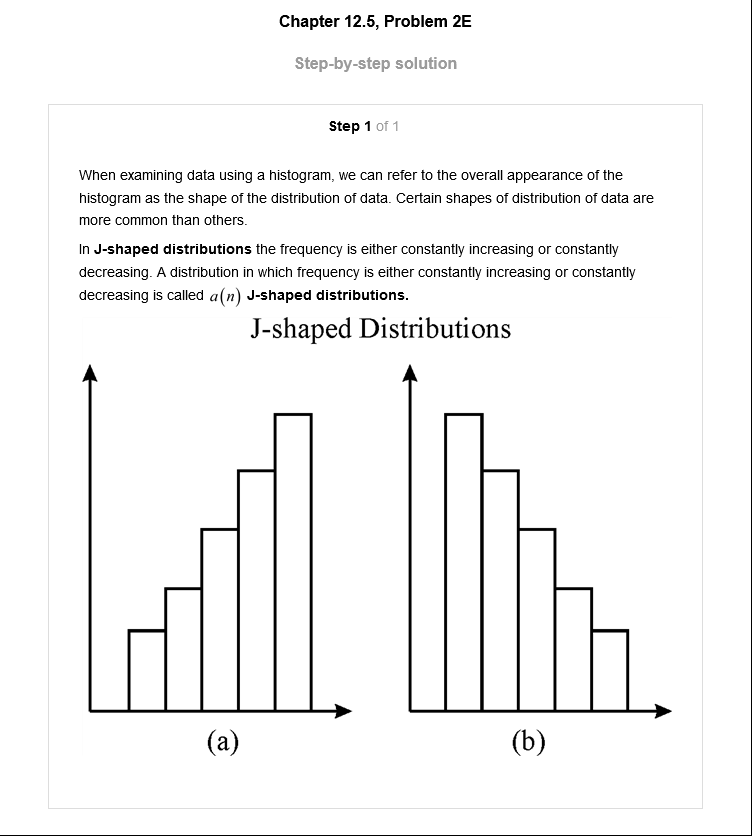 Chapter 12.5, Problem 2E
Step-by-step solution
Step 1 of 1
When examining data using a histogram, we can refer to the overall appearance of the
histogram as the shape of the distribution of data. Certain shapes of distribution of data are
more common than others.
In J-shaped distributions the frequency is either constantly increasing or constantly
decreasing. A distribution in which frequency is either constantly increasing or constantly
decreasing is called a(n) J-shaped distributions.
J-shaped Distributions
(a)
(b)